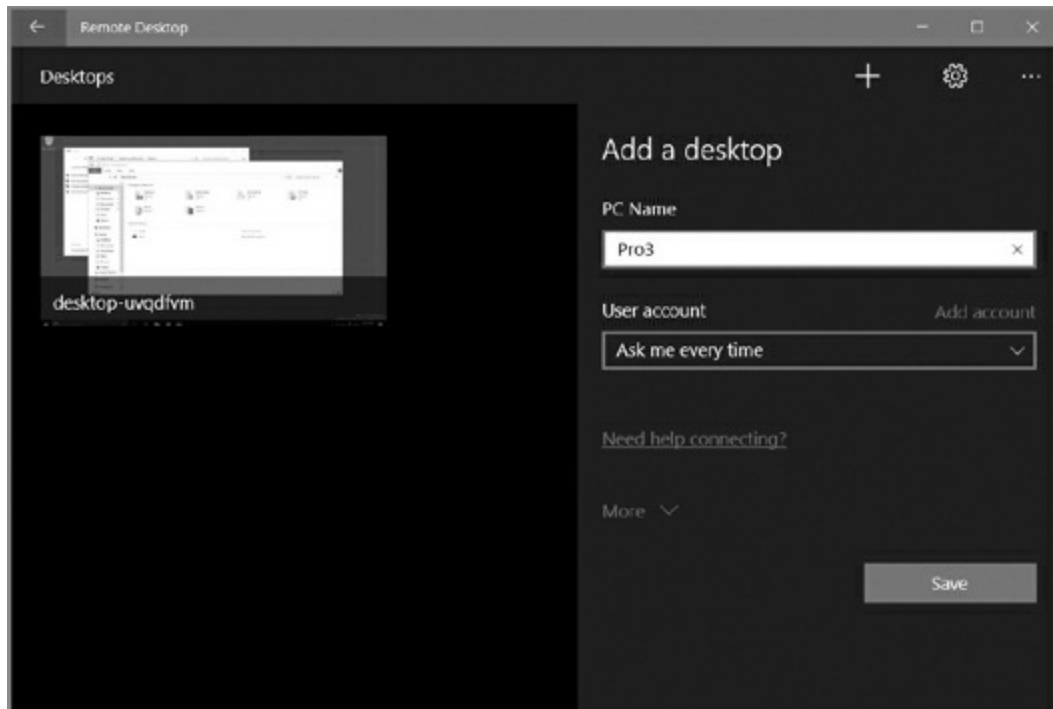 Remote Desktop
Desktops
desktop-uvqdfvm
Add a desktop
PC Name
Pro3
User account
Add account
Ask me every time
Need help connecting?
More
Save